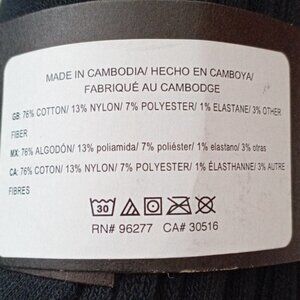 MADE IN CAMBODIA/ HECHO EN CAMBOYA/
FABRIQUÉ AU CAMBODGE
GB: 76% COTTON/ 13% NYLON/ 7% POLYESTER/ 1% ELASTANE/ 3% OTHER
FIBER
MX: 76% ALGODÓN/ 13% poliamida/ 7% poliéster/ 1% elastano/ 3% otras
CA: 76% COTON/ 13% NYLON/ 7% POLYESTER/ 1% ÉLASTHANNE/ 3% AUTRE
FIBRES
30
RN# 96277 CA# 30516